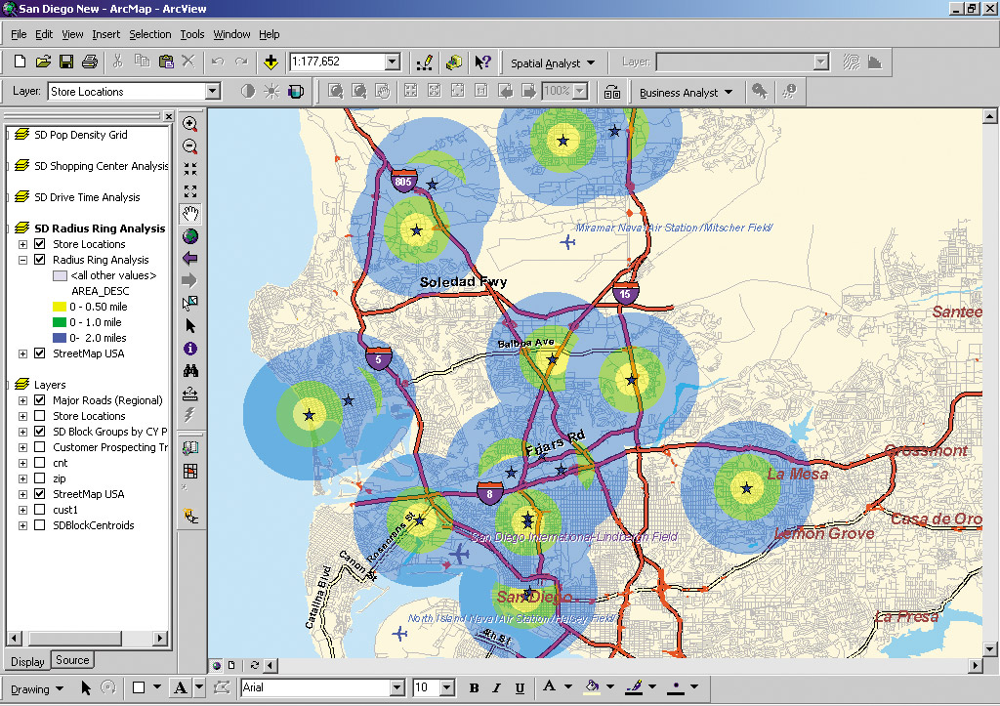 San Diego New - ArcMap - ArcView
File Edit View Insert Selection Tools Window Help
1:177,652 Spatial Analyst Layer:
Layer: Store Locations 100% Business Analyst
SD Pop Density Grid
SD Shopping Center Analysis
SD Drive Time Analysis
SD Radius Ring Analysis
Store Locations
Radius Ring Analysis
<all other values>
AREA_DESC
0 - 0.50 mile
0 - 1.0 mile
0- 2.0 miles
StreetMap USA
Layers
Major Roads (Regional)
Store Locations
SD Block Groups by CY P
Customer Prospecting Tr
cnt
zip
StreetMap USA
cust1
SDBlockCentroids
Display Source
805
Miramar Naval Air Station /Mitscher Field/
Soledad Fwy
15
Santee
Balboa Ave
5
Friars Rd
Grossmont
La Mesa
8
Casa de Oro
Rosecrans St
San Diego International-Lindbergh Field
Lemon Grove
Canon St
Catalina Blvd
San Diego
North Island Naval Air Station /Halsey Field/
La Presa
4th St
Drawing A Arial 10 B I U A